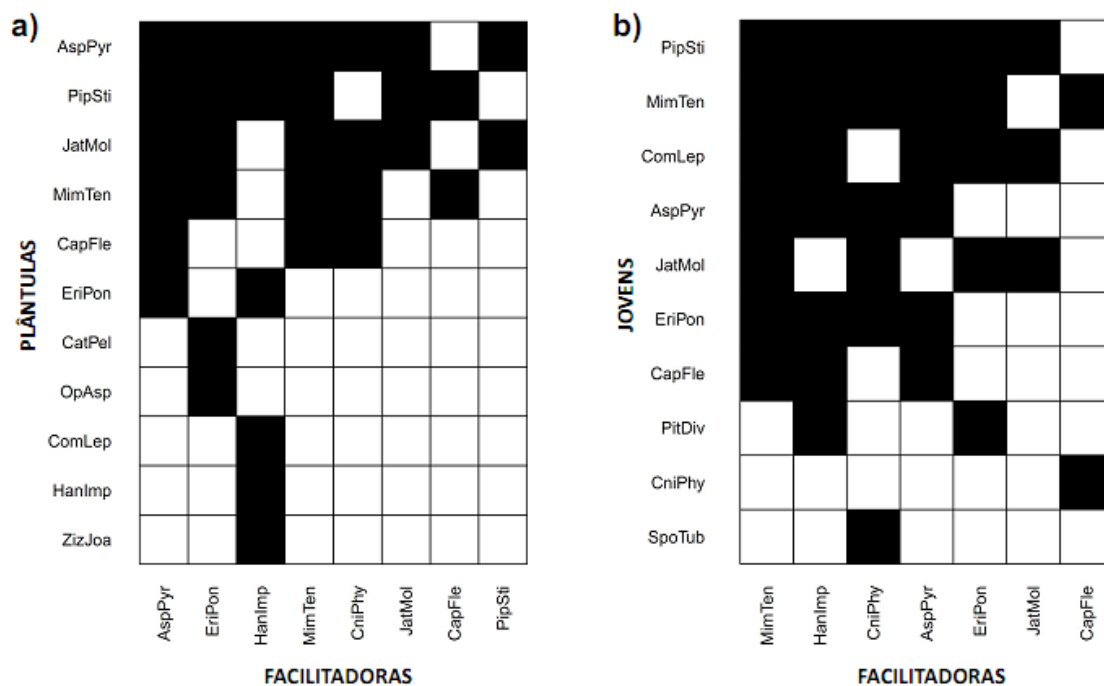 a)
PLÂNTULAS
AspPyr
PipSti
JatMol
MimTen
CapFle
EriPon
CatPel
OpAsp
ComLep
HanImp
ZizJoa
AspPyr
EriPon
HanImp
MimTen
CniPhy
JatMol
CapFle
PipSti
FACILITADORAS
b)
JOVENS
PipSti
MimTen
ComLep
AspPyr
JatMol
EriPon
CapFle
PitDiv
CniPhy
SpoTub
MimTen
HanImp
CniPhy
AspPyr
EriPon
JatMol
CapFle
FACILITADORAS